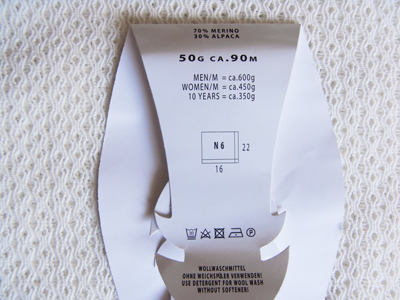 70% MERINO
30% ALPACA
50G CA.90M
MEN/M = ca.600g
WOMEN/M = ca.450g
10 YEARS = ca.350g
N 6
22
16
WOLLWASCHMITTEL
OHNE WEICHSPÜLER VERWENDEN!
USE DETERGENT FOR WOOL WASH
WITHOUT SOFTENER!